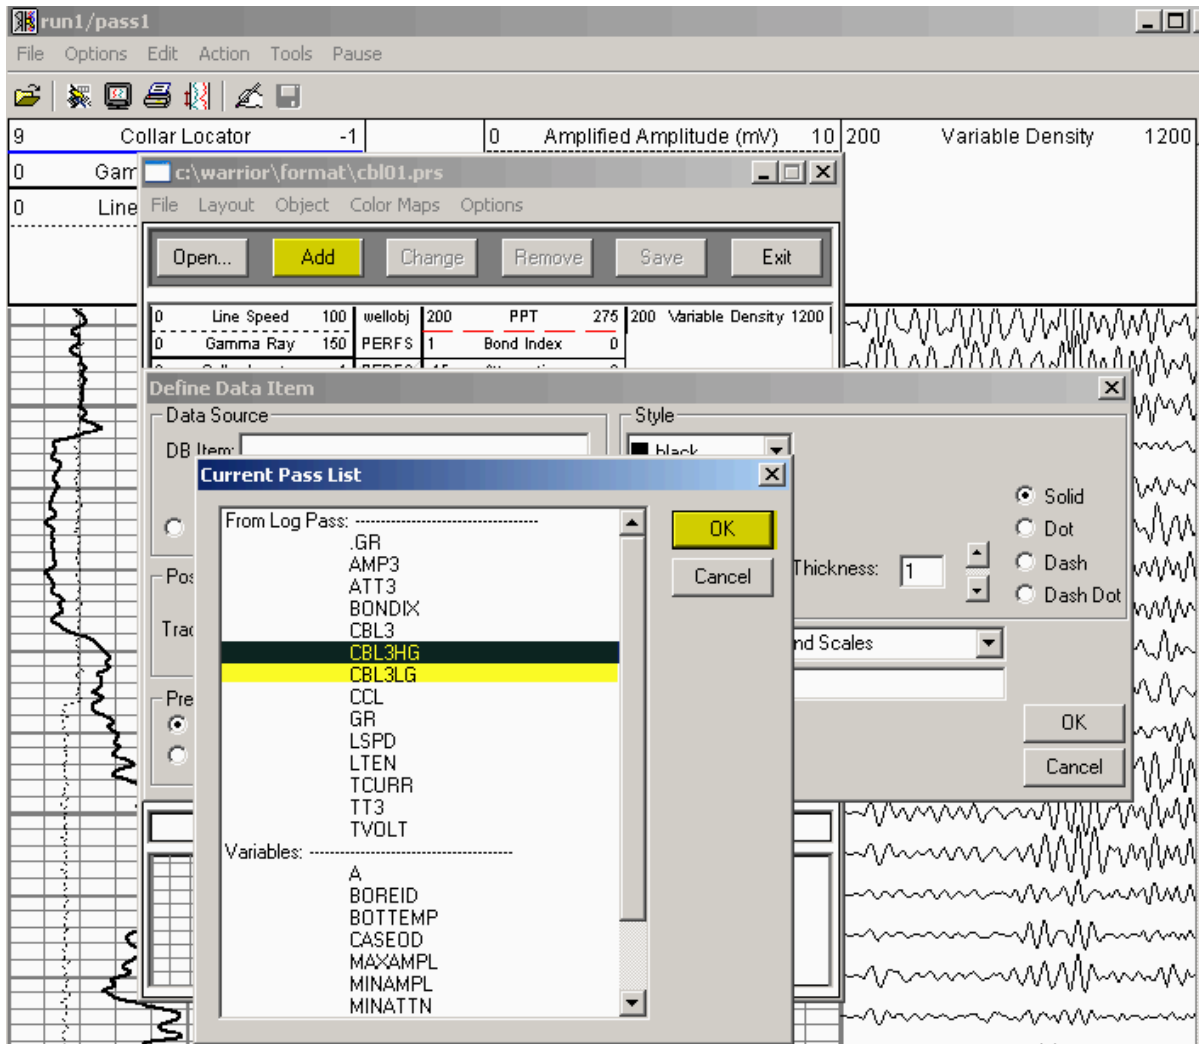 run1/pass1
File Options Edit Action Tools Pause
9 Collar Locator -1
0 Amplified Amplitude (mV) 10
200 Variable Density 1200
0
0 Line
c:\warrior\format\cbl01.prs
File Layout Object Color Maps Options
Open... Add Change Remove Save Exit
0 Line Speed 100 wellobj 200 PPT 275 200 Variable Density 1200
0 Gamma Ray 150 PERFS 1 Bond Index 0
Define Data Item
Data Source
Style
DB Item:
black
Solid
Dot
Dash
Dash Dot
Thickness: 1
nd Scales
OK
Cancel
Current Pass List
From Log Pass: ------------------------------------
.GR
AMP3
ATT3
BONDIX
CBL3
CBL3HG
CBL3LG
CCL
GR
LSPD
LTEN
TCURR
TT3
TVOLT
Variables: ----------------------------------------
A
BOREID
BOTTEMP
CASEOD
MAXAMPL
MINAMPL
MINATTN
OK
Cancel